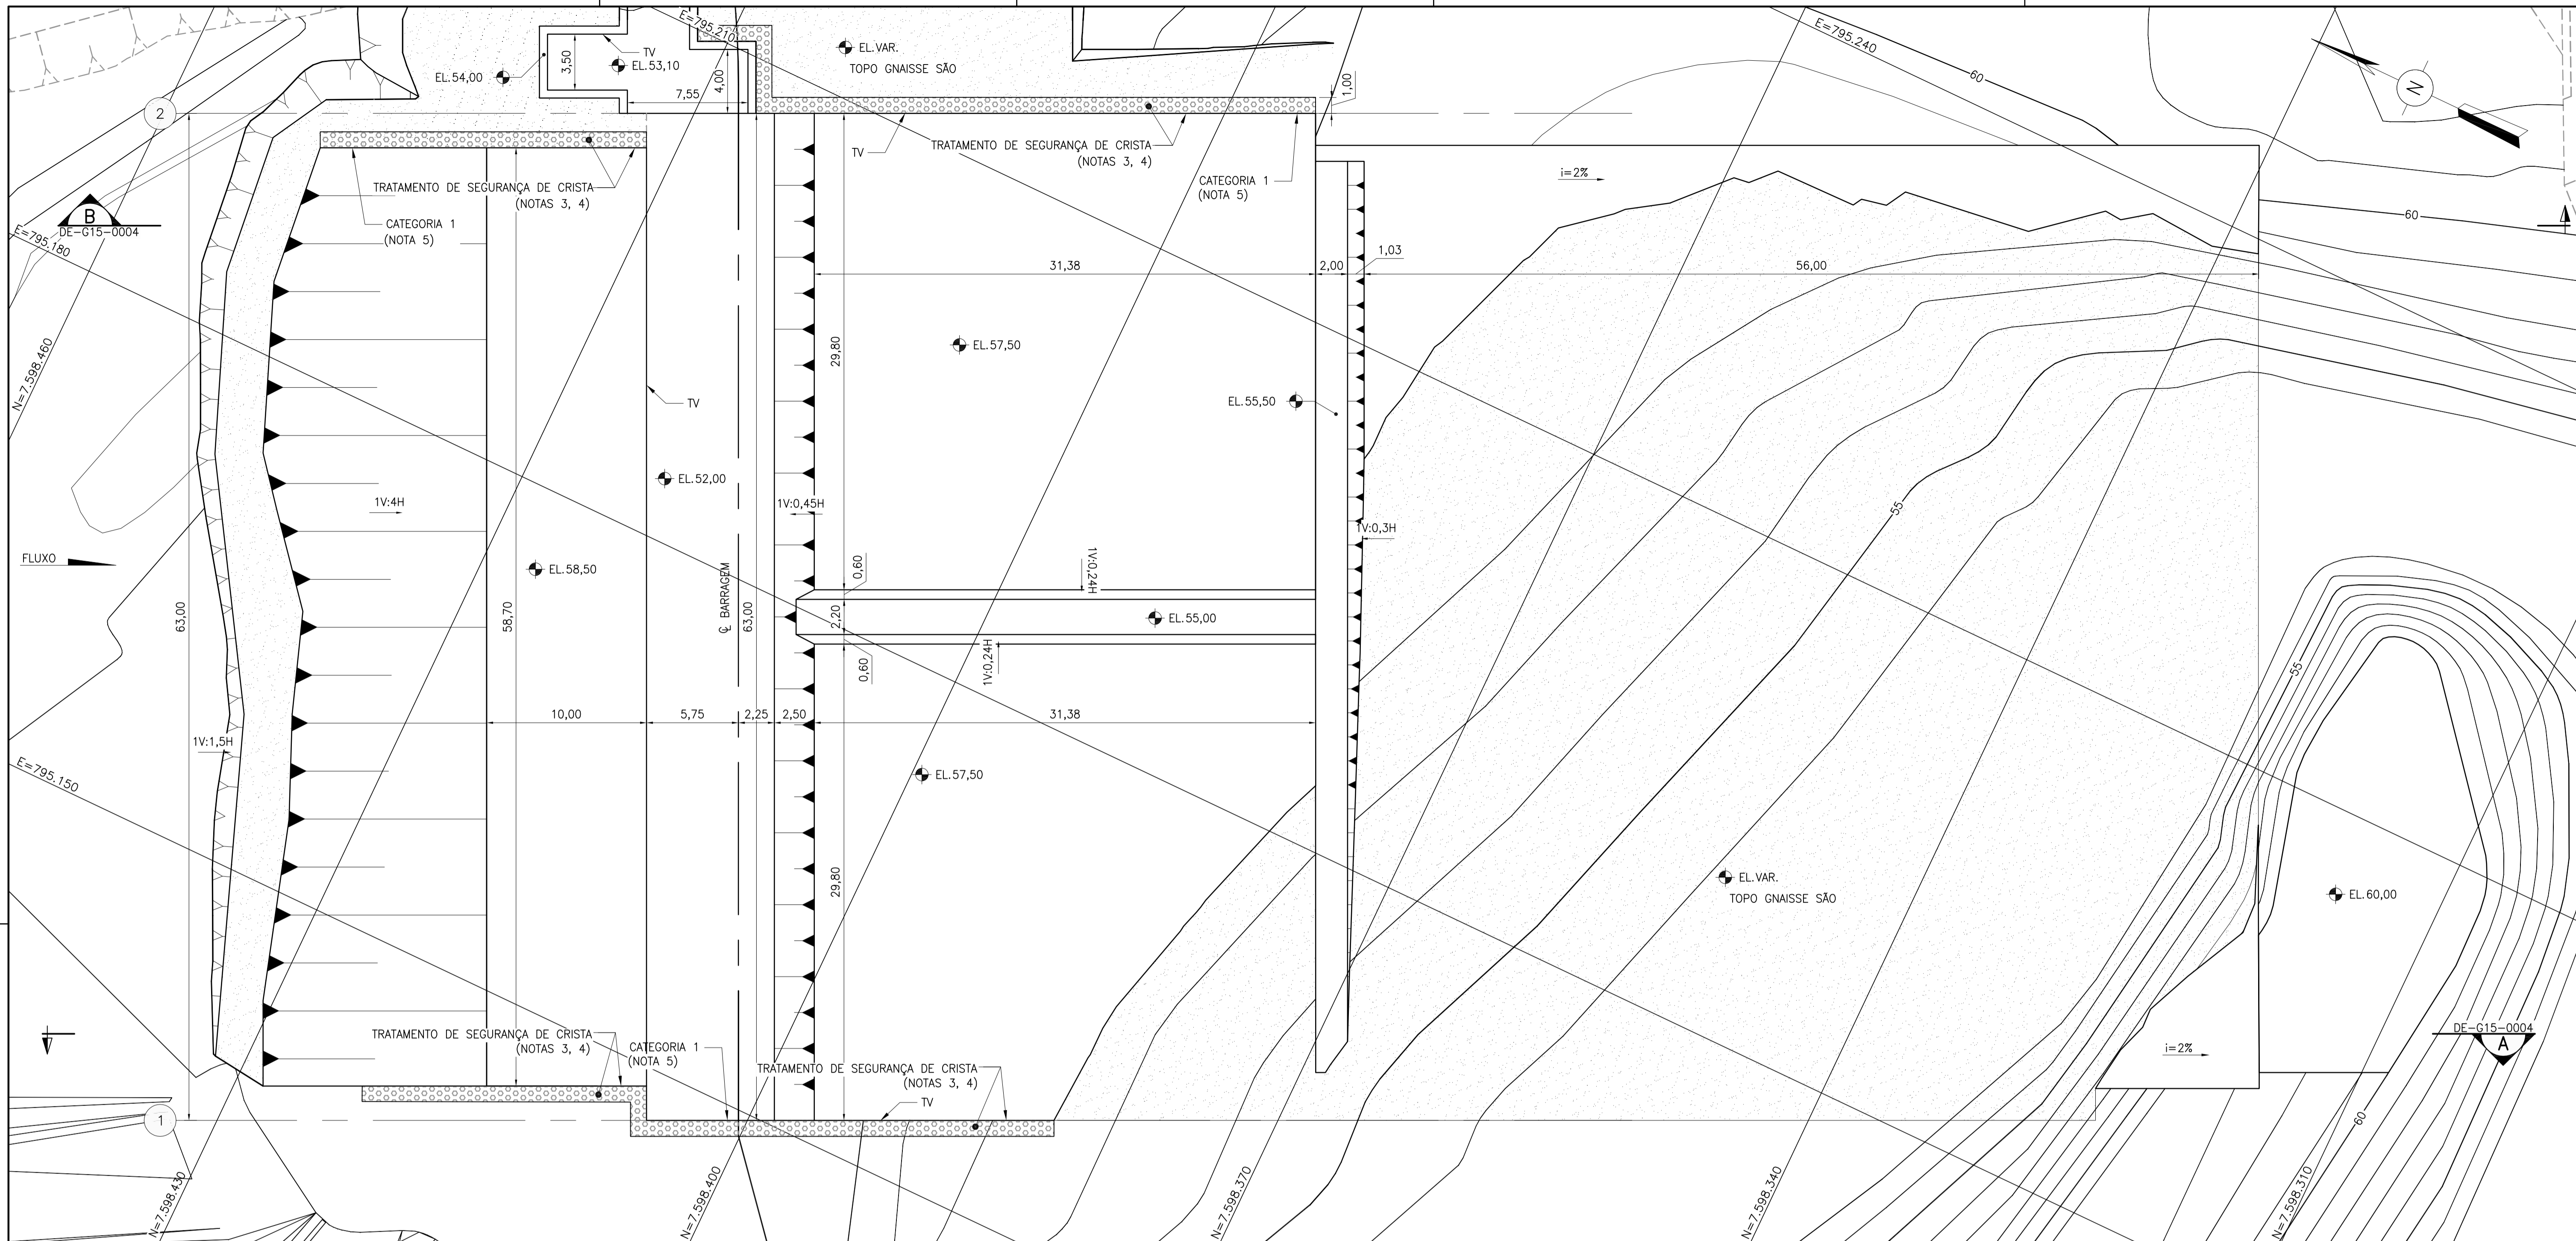 E=795.210
E=795.240
60
TV
3,50
EL.53,10
EL.54,00
4,00
7,55
EL.VAR.
TOPO GNAISSE SÃO
1,00
N
2
TV
TRATAMENTO DE SEGURANÇA DE CRISTA
(NOTAS 3, 4)
CATEGORIA 1
(NOTA 5)
i=2%
TRATAMENTO DE SEGURANÇA DE CRISTA
(NOTAS 3, 4)
CATEGORIA 1
(NOTA 5)
B
DE-G15-0004
E=795.180
60
31,38
2,00
1,03
56,00
N=7.598.460
29,80
EL.57,50
EL.55,50
TV
EL.52,00
1V:4H
1V:0,45H
1V:0,3H
55
FLUXO
EL.58,50
℄ BARRAGEM
0,60
1V:0,24H
63,00
58,70
63,00
2,20
EL.55,00
0,60
1V:0,24H
55
10,00
5,75
2,25
2,50
31,38
1V:1,5H
E=795.150
EL.57,50
29,80
EL.VAR.
TOPO GNAISSE SÃO
EL.60,00
TRATAMENTO DE SEGURANÇA DE CRISTA
(NOTAS 3, 4)
CATEGORIA 1
(NOTA 5)
TRATAMENTO DE SEGURANÇA DE CRISTA
(NOTAS 3, 4)
TV
i=2%
DE-G15-0004
A
1
60
N=7.598.430
N=7.598.400
N=7.598.370
N=7.598.340
N=7.598.310